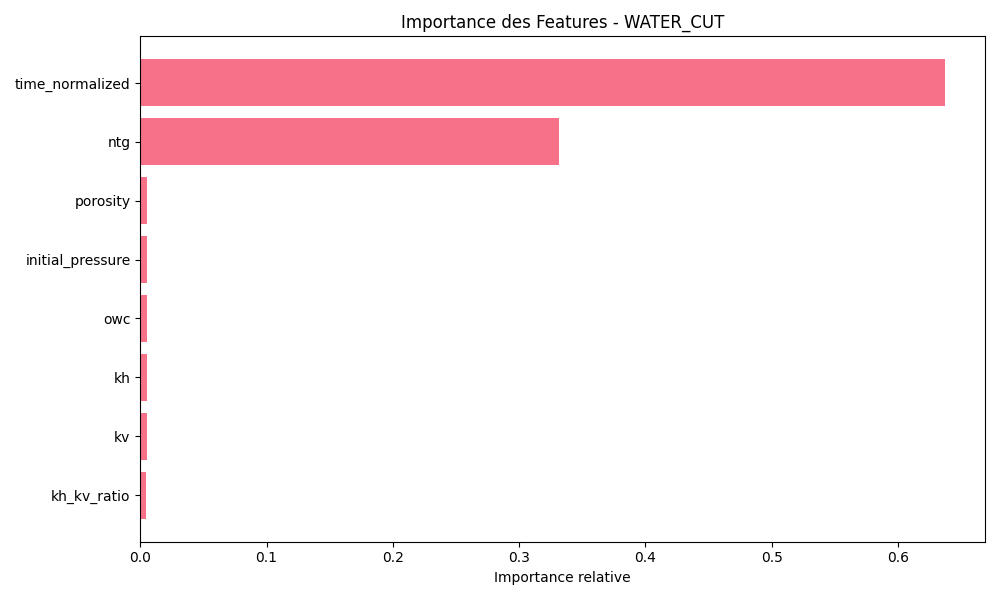 Importance des Features - WATER_CUT
time_normalized
ntg
porosity
initial_pressure
owc
kh
kv
kh_kv_ratio
0.0 0.1 0.2 0.3 0.4 0.5 0.6
Importance relative